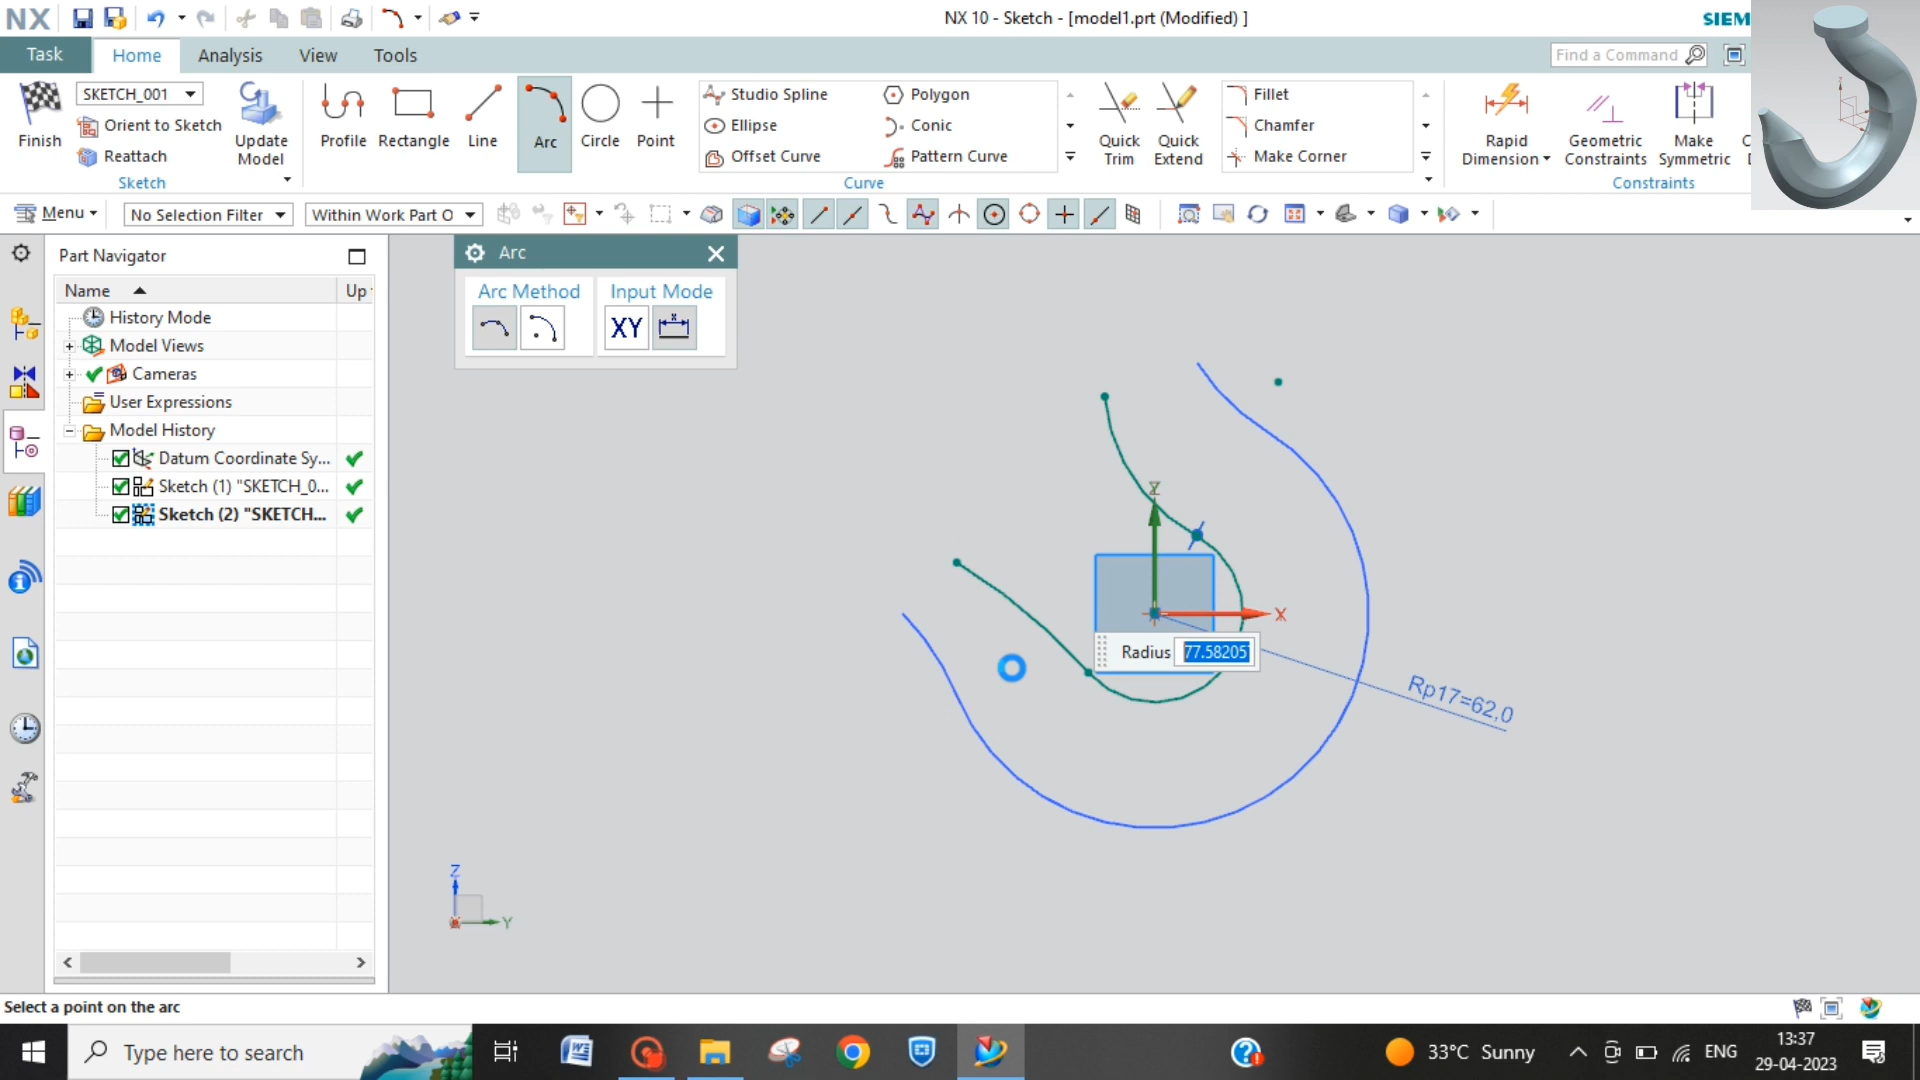 NX
NX 10 - Sketch - [model1.prt (Modified) ]
SIEM
Task
Home
Analysis
View
Tools
Find a Command
Finish
SKETCH_001
Orient to Sketch
Reattach
Update
Model
Sketch
Profile
Rectangle
Line
Arc
Circle
Point
Studio Spline
Polygon
Ellipse
Conic
Offset Curve
Pattern Curve
Curve
Quick
Trim
Quick
Extend
Fillet
Chamfer
Make Corner
Rapid
Dimension
Geometric
Constraints
Make
Symmetric
Constraints
Menu
No Selection Filter
Within Work Part O
Part Navigator
Name
Up
History Mode
Model Views
Cameras
User Expressions
Model History
Datum Coordinate Sy...
Sketch (1) "SKETCH_0...
Sketch (2) "SKETCH...
Arc
Arc Method
Input Mode
XY
Z
X
Radius 77.58205
Rp17=62,0
Z
Y
Select a point on the arc
Type here to search
33°C Sunny
ENG
13:37
29-04-2023